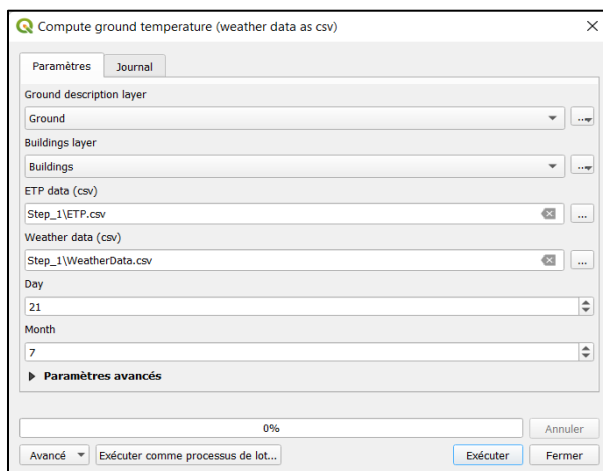 Compute ground temperature (weather data as csv)
Paramètres Journal
Ground description layer
Ground
...
Buildings layer
Buildings
...
ETP data (csv)
Step_1\ETP.csv
...
Weather data (csv)
Step_1\WeatherData.csv
...
Day
21
Month
7
Paramètres avancés
0%
Annuler
Avancé Exécuter comme processus de lot... Exécuter Fermer